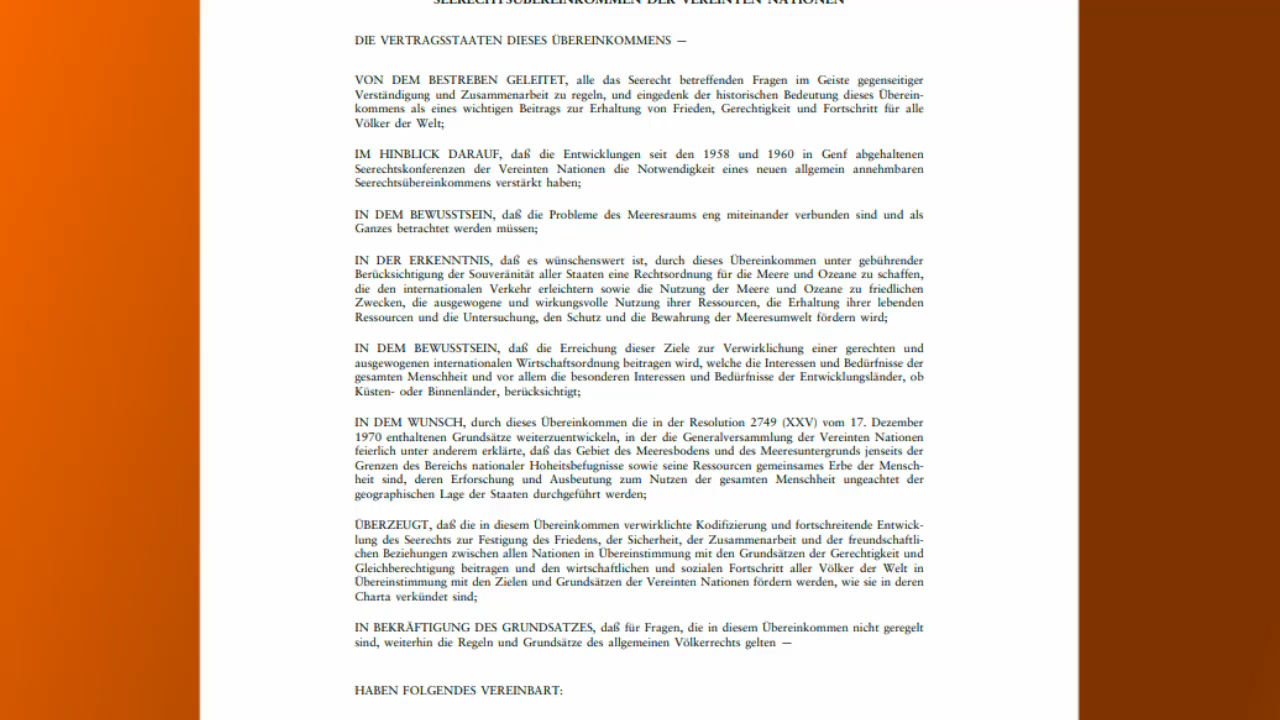 SEERECHTSÜBEREINKOMMEN DER VEREINTEN NATIONEN
DIE VERTRAGSSTAATEN DIESES ÜBEREINKOMMENS —
VON DEM BESTREBEN GELEITET, alle das Seerecht betreffenden Fragen im Geiste gegenseitiger
Verständigung und Zusammenarbeit zu regeln, und eingedenk der historischen Bedeutung dieses Überein-
kommens als eines wichtigen Beitrags zur Erhaltung von Frieden, Gerechtigkeit und Fortschritt für alle
Völker der Welt;
IM HINBLICK DARAUF, daß die Entwicklungen seit den 1958 und 1960 in Genf abgehaltenen
Seerechtskonferenzen der Vereinten Nationen die Notwendigkeit eines neuen allgemein annehmbaren
Seerechtsübereinkommens verstärkt haben;
IN DEM BEWUSSTSEIN, daß die Probleme des Meeresraums eng miteinander verbunden sind und als
Ganzes betrachtet werden müssen;
IN DER ERKENNTNIS, daß es wünschenswert ist, durch dieses Übereinkommen unter gebührender
Berücksichtigung der Souveränität aller Staaten eine Rechtsordnung für die Meere und Ozeane zu schaffen,
die den internationalen Verkehr erleichtern sowie die Nutzung der Meere und Ozeane zu friedlichen
Zwecken, die ausgewogene und wirkungsvolle Nutzung ihrer Ressourcen, die Erhaltung ihrer lebenden
Ressourcen und die Untersuchung, den Schutz und die Bewahrung der Meeresumwelt fördern wird;
IN DEM BEWUSSTSEIN, daß die Erreichung dieser Ziele zur Verwirklichung einer gerechten und
ausgewogenen internationalen Wirtschaftsordnung beitragen wird, welche die Interessen und Bedürfnisse der
gesamten Menschheit und vor allem die besonderen Interessen und Bedürfnisse der Entwicklungsländer, ob
Küsten- oder Binnenländer, berücksichtigt;
IN DEM WUNSCH, durch dieses Übereinkommen die in der Resolution 2749 (XXV) vom 17. Dezember
1970 enthaltenen Grundsätze weiterzuentwickeln, in der die Generalversammlung der Vereinten Nationen
feierlich unter anderem erklärte, daß das Gebiet des Meeresbodens und des Meeresuntergrunds jenseits der
Grenzen des Bereichs nationaler Hoheitsbefugnisse sowie seine Ressourcen gemeinsames Erbe der Mensch-
heit sind, deren Erforschung und Ausbeutung zum Nutzen der gesamten Menschheit ungeachtet der
geographischen Lage der Staaten durchgeführt werden;
ÜBERZEUGT, daß die in diesem Übereinkommen verwirklichte Kodifizierung und fortschreitende Entwick-
lung des Seerechts zur Festigung des Friedens, der Sicherheit, der Zusammenarbeit und der freundschaftli-
chen Beziehungen zwischen allen Nationen in Übereinstimmung mit den Grundsätzen der Gerechtigkeit und
Gleichberechtigung beitragen und den wirtschaftlichen und sozialen Fortschritt aller Völker der Welt in
Übereinstimmung mit den Zielen und Grundsätzen der Vereinten Nationen fördern werden, wie sie in deren
Charta verkündet sind;
IN BEKRÄFTIGUNG DES GRUNDSATZES, daß für Fragen, die in diesem Übereinkommen nicht geregelt
sind, weiterhin die Regeln und Grundsätze des allgemeinen Völkerrechts gelten —
HABEN FOLGENDES VEREINBART: